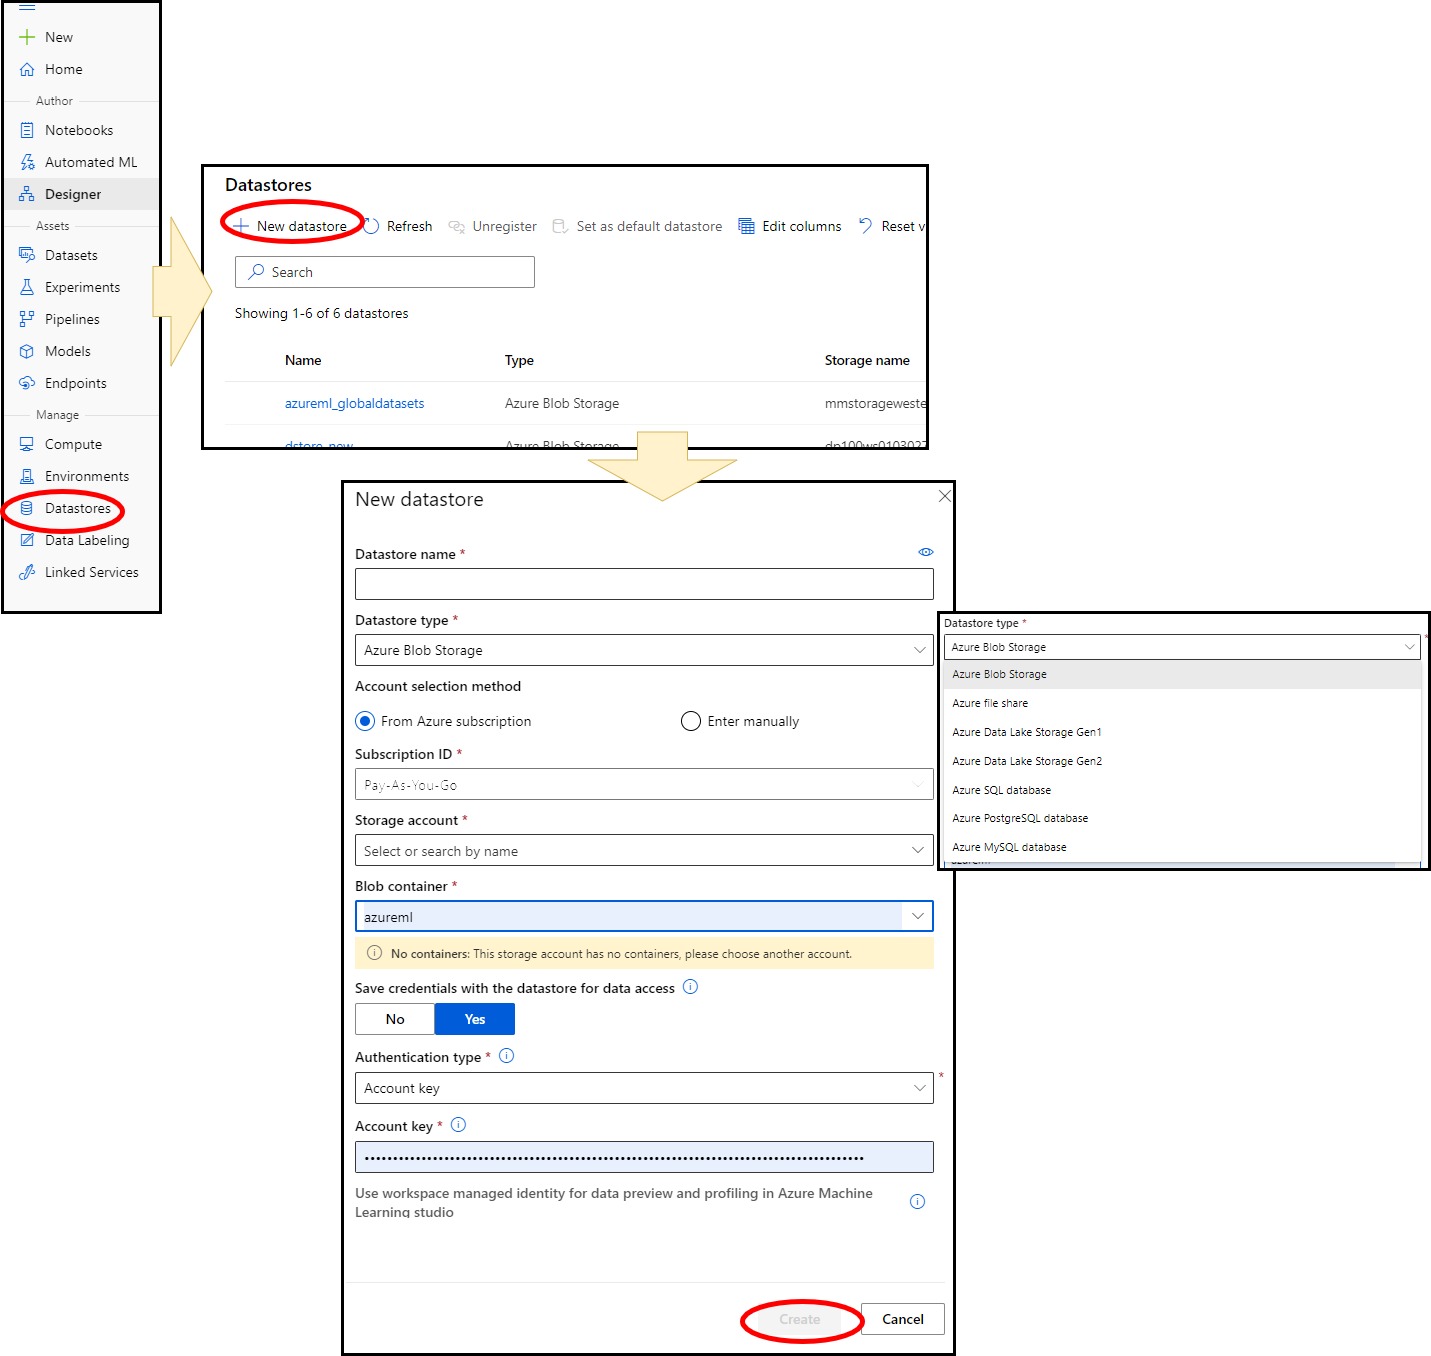 New
Home
Author
Notebooks
Automated ML
Designer
Assets
Datasets
Experiments
Pipelines
Models
Endpoints
Manage
Compute
Environments
Datastores
Data Labeling
Linked Services
Datastores
New datastore Refresh Unregister Set as default datastore Edit columns Reset v
Search
Showing 1-6 of 6 datastores
Name Type Storage name
azureml_globaldatasets Azure Blob Storage mmstorageweste
dstore_new Azure Blob Storage dp100ws0103027
New datastore
Datastore name *
Datastore type *
Azure Blob Storage
Account selection method
From Azure subscription Enter manually
Subscription ID *
Pay-As-You-Go
Storage account *
Select or search by name
Blob container *
azureml
No containers: This storage account has no containers, please choose another account.
Save credentials with the datastore for data access
No Yes
Authentication type *
Account key *
Account key *
Use workspace managed identity for data preview and profiling in Azure Machine
Learning studio
Create Cancel
Datastore type *
Azure Blob Storage *
Azure Blob Storage
Azure file share
Azure Data Lake Storage Gen1
Azure Data Lake Storage Gen2
Azure SQL database
Azure PostgreSQL database
Azure MySQL database
azureml